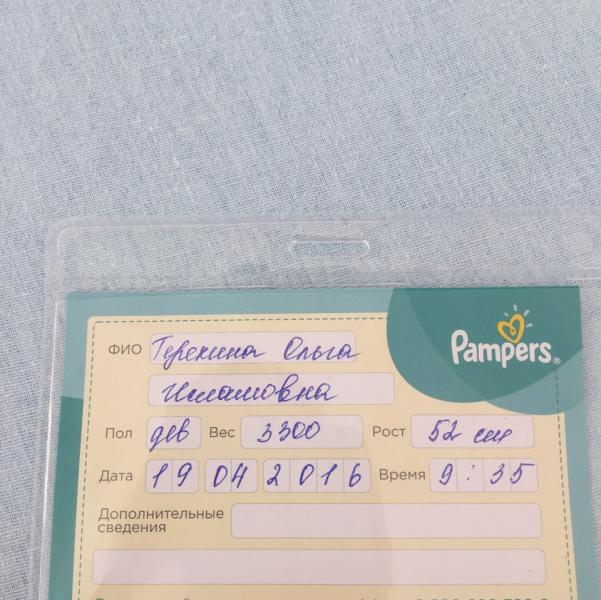 Pampers
ФИО Терехина Ольга
Исламовна
Пол дев Вес 3300 Рост 52 см
Дата 19 04 2016 Время 9:35
Дополнительные
сведения